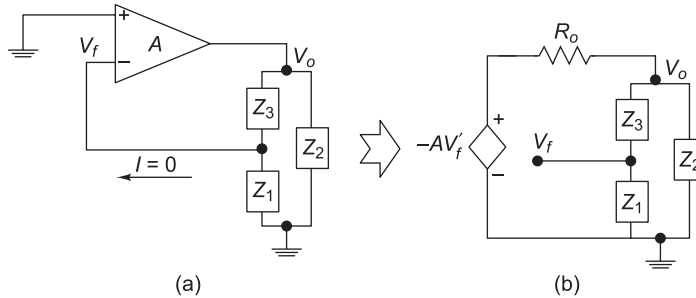 +
A
V_f
−
V_o
Z_3
Z_2
I = 0
Z_1
(a)
R_o
V_o
+
−AV'_f
−
V_f
Z_3
Z_2
Z_1
(b)